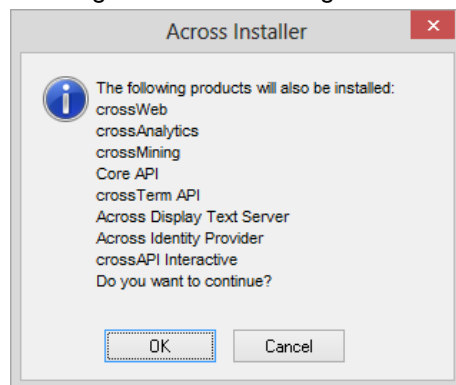 Across Installer
The following products will also be installed:
crossWeb
crossAnalytics
crossMining
Core API
crossTerm API
Across Display Text Server
Across Identity Provider
crossAPI Interactive
Do you want to continue?
OK Cancel